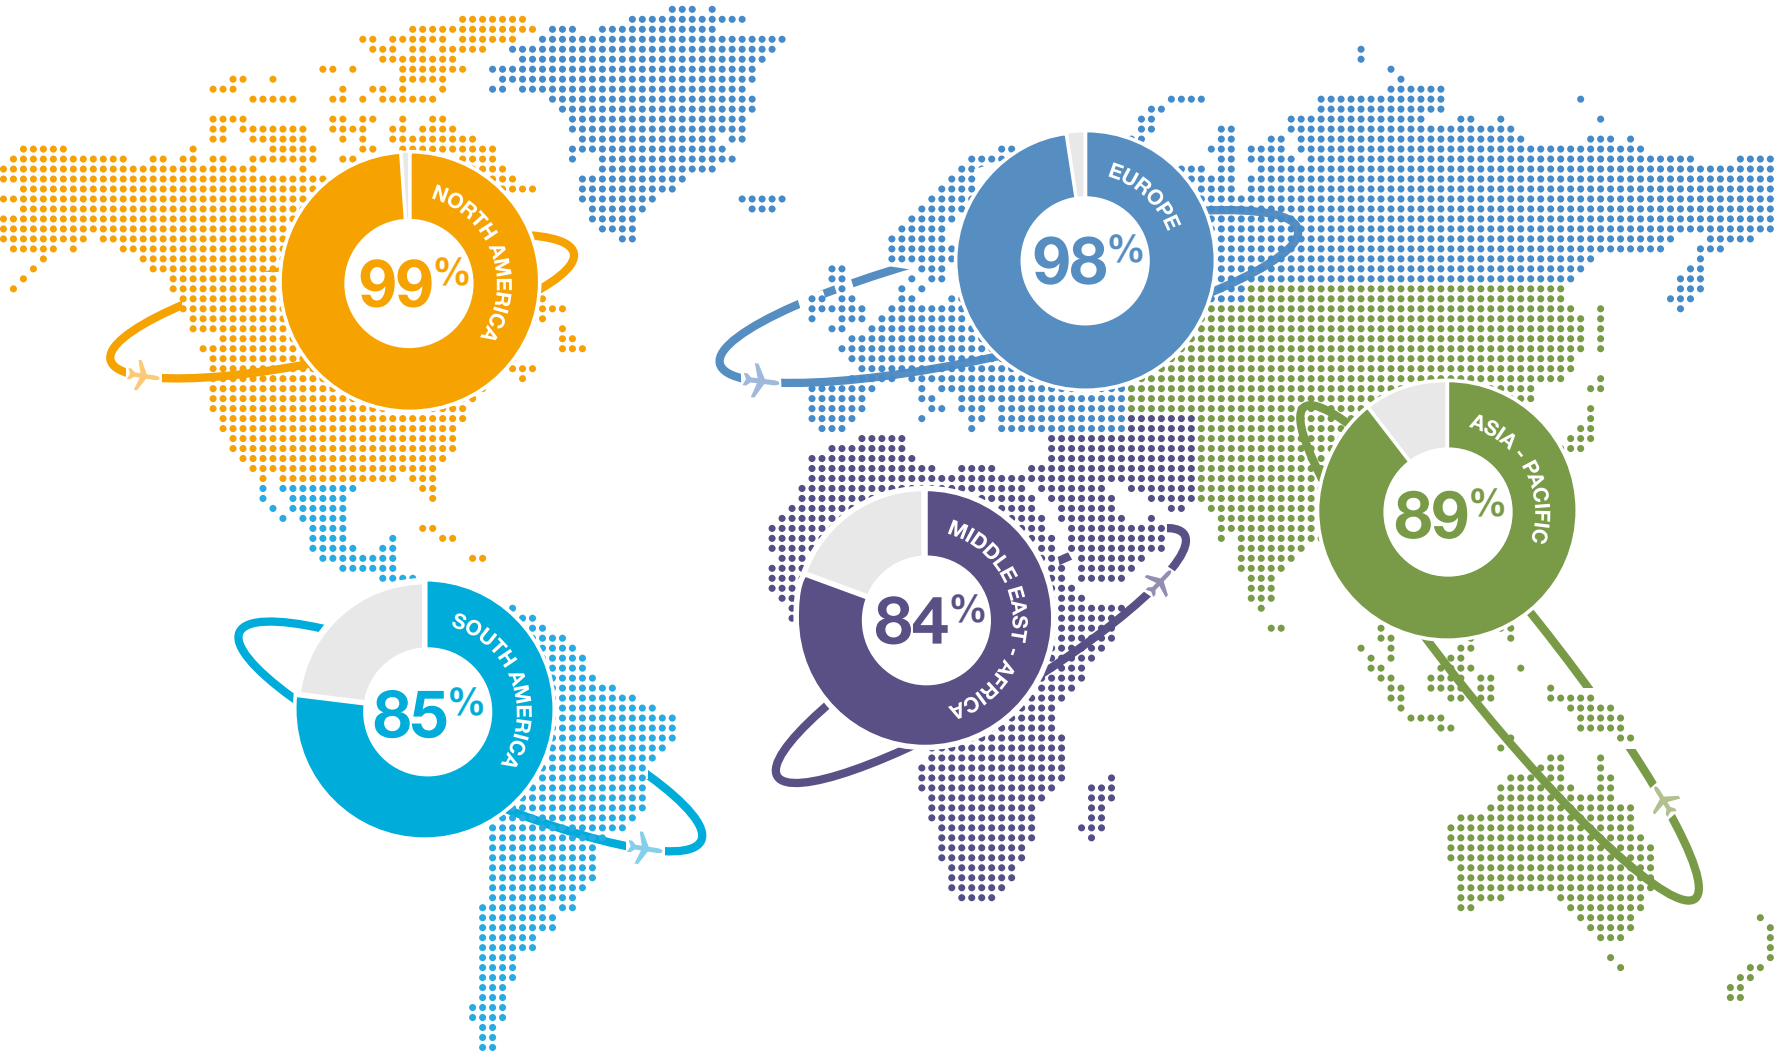 EUROPE
98%
NORTH AMERICA
99%
ASIA - PACIFIC
89%
MIDDLE EAST - AFRICA
84%
SOUTH AMERICA
85%